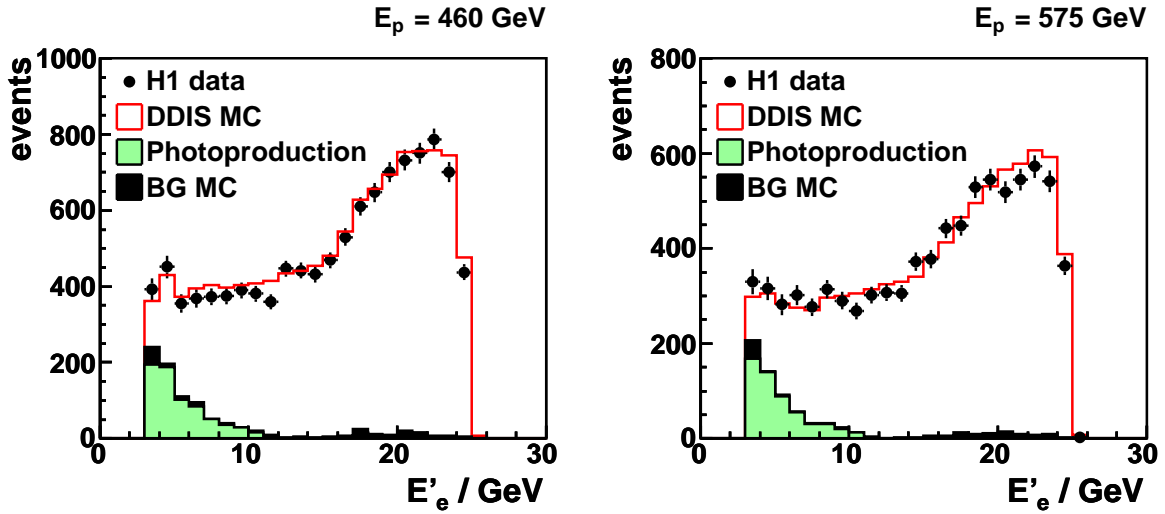 E_p = 460 GeV
events
1000
800
600
400
200
0
H1 data
DDIS MC
Photoproduction
BG MC
0 10 20 30
E'_e / GeV
E_p = 575 GeV
events
800
600
400
200
0
H1 data
DDIS MC
Photoproduction
BG MC
0 10 20 30
E'_e / GeV